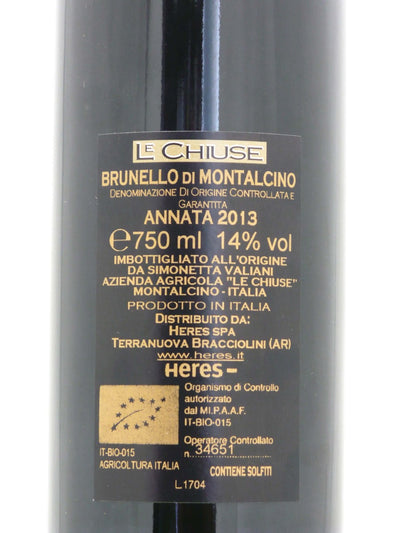 LE CHIUSE
BRUNELLO DI MONTALCINO
DENOMINAZIONE DI ORIGINE CONTROLLATA E
GARANTITA
ANNATA 2013
℮750 ml 14% vol
IMBOTTIGLIATO ALL'ORIGINE
DA SIMONETTA VALIANI
AZIENDA AGRICOLA "LE CHIUSE"
MONTALCINO - ITALIA
PRODOTTO IN ITALIA
DISTRIBUITO DA:
HERES SPA
TERRANUOVA BRACCIOLINI (AR)
www.heres.it
HERES-
Organismo di Controllo
autorizzato
dal MI.P.A.A.F.
IT-BIO-015
Operatore Controllato
n. 34651
IT-BIO-015
AGRICOLTURA ITALIA
CONTIENE SOLFITI
L.1704